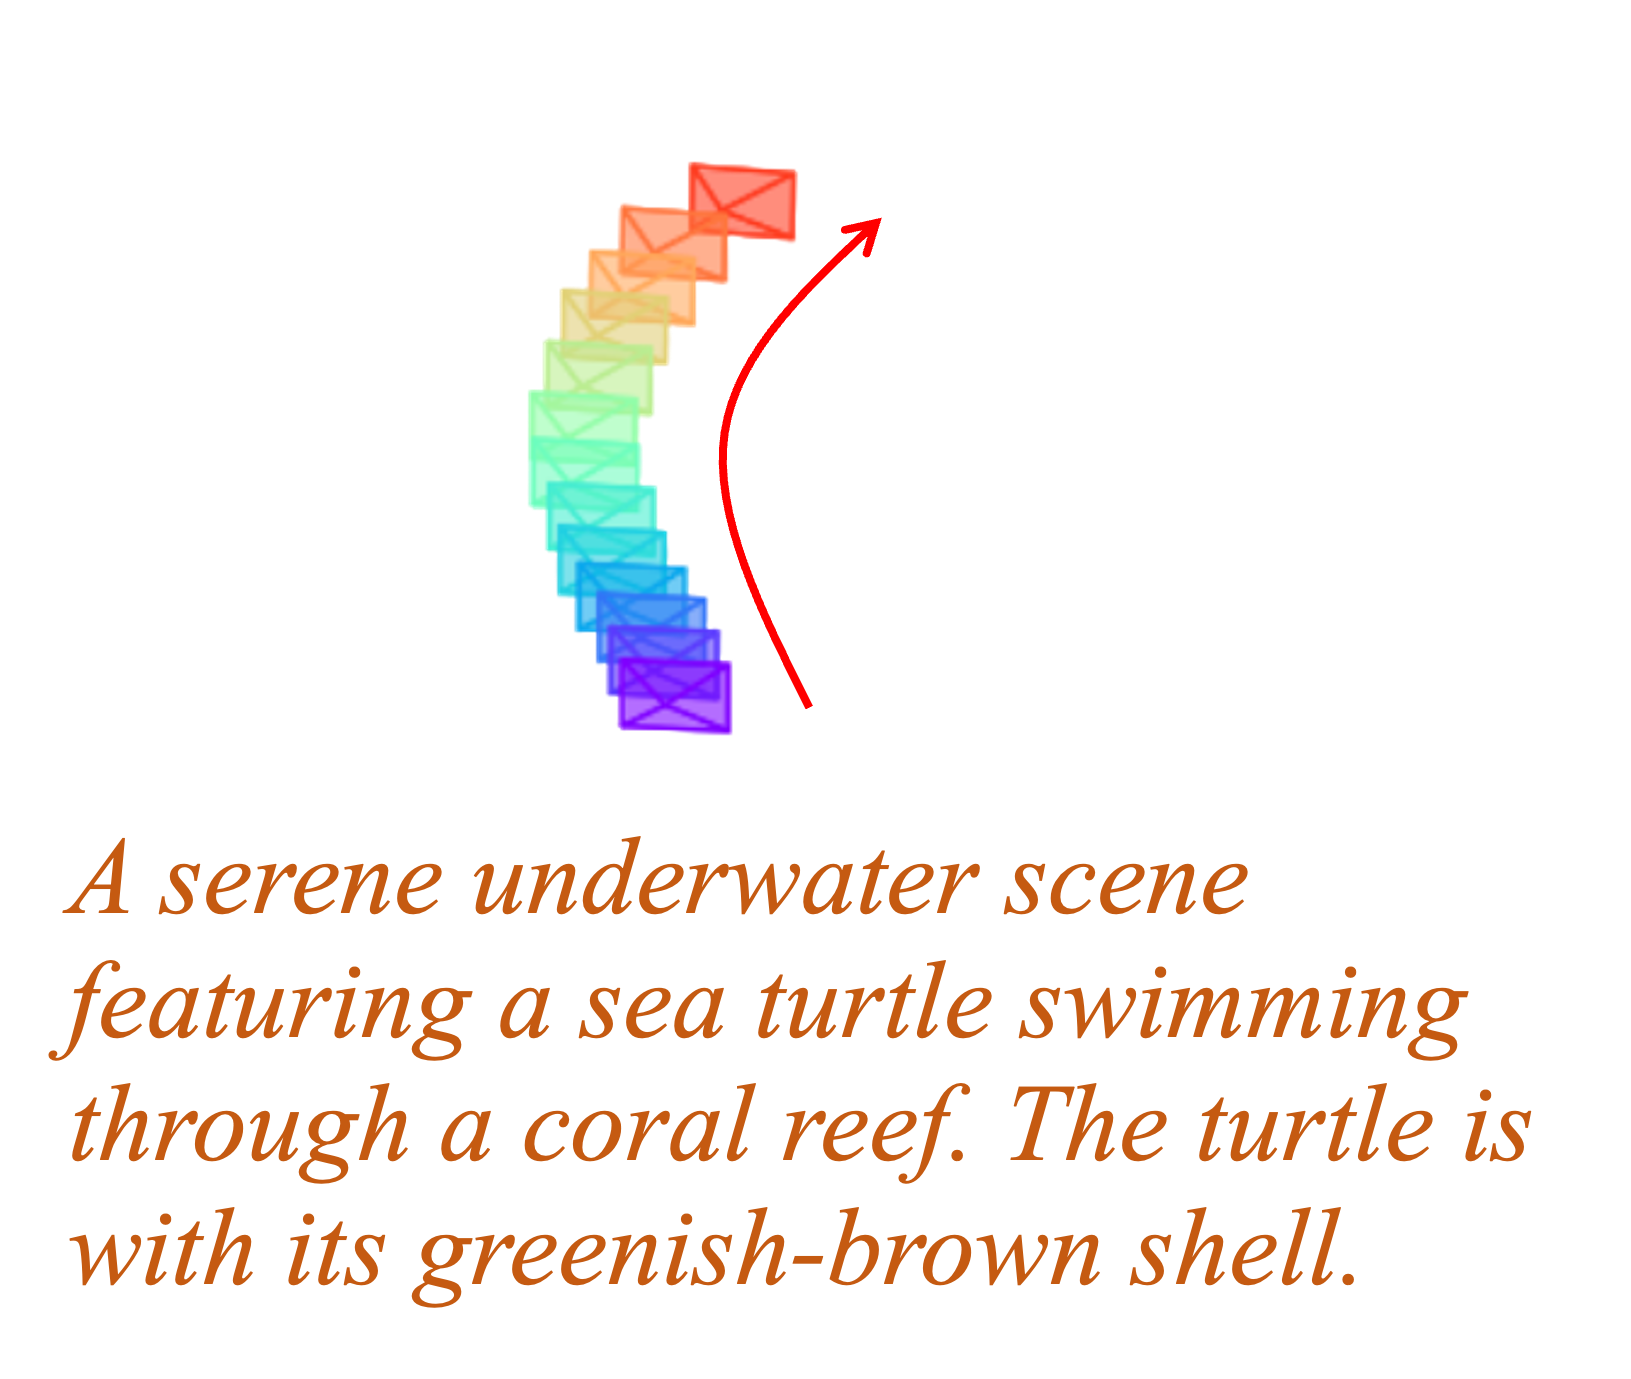 A serene underwater scene
featuring a sea turtle swimming
through a coral reef. The turtle is
with its greenish-brown shell.